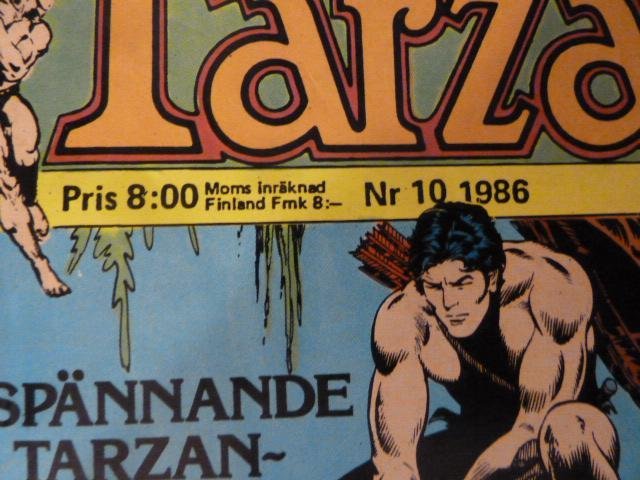 Tarza
Pris 8:00 Moms inräknad Nr 10 1986
Finland Fmk 8:–
SPÄNNANDE
TARZAN~